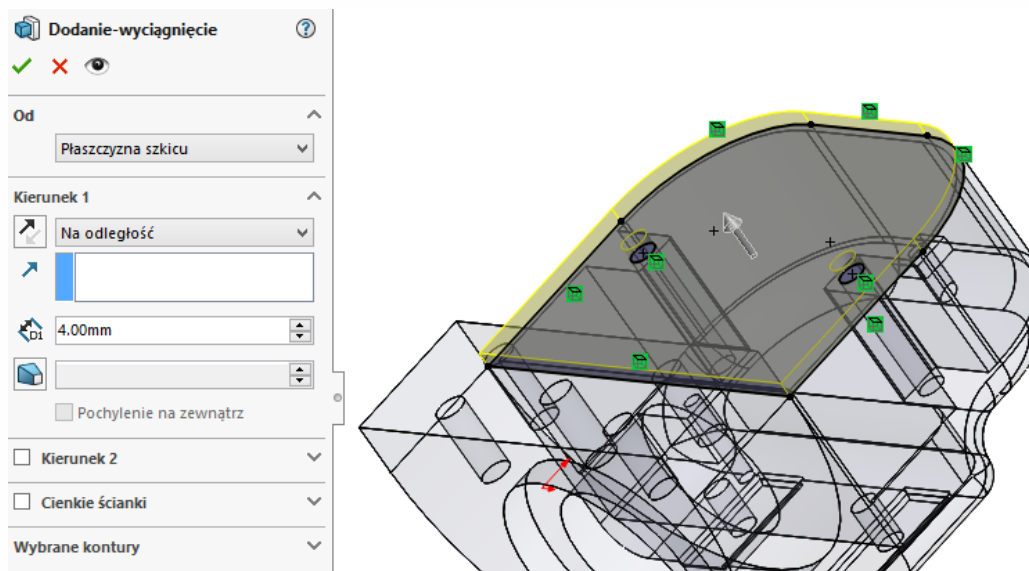 Dodanie-wyciągnięcie
Od
Płaszczyzna szkicu
Kierunek 1
Na odległość
D1
4.00mm
Pochylenie na zewnątrz
Kierunek 2
Cienkie ścianki
Wybrane kontury